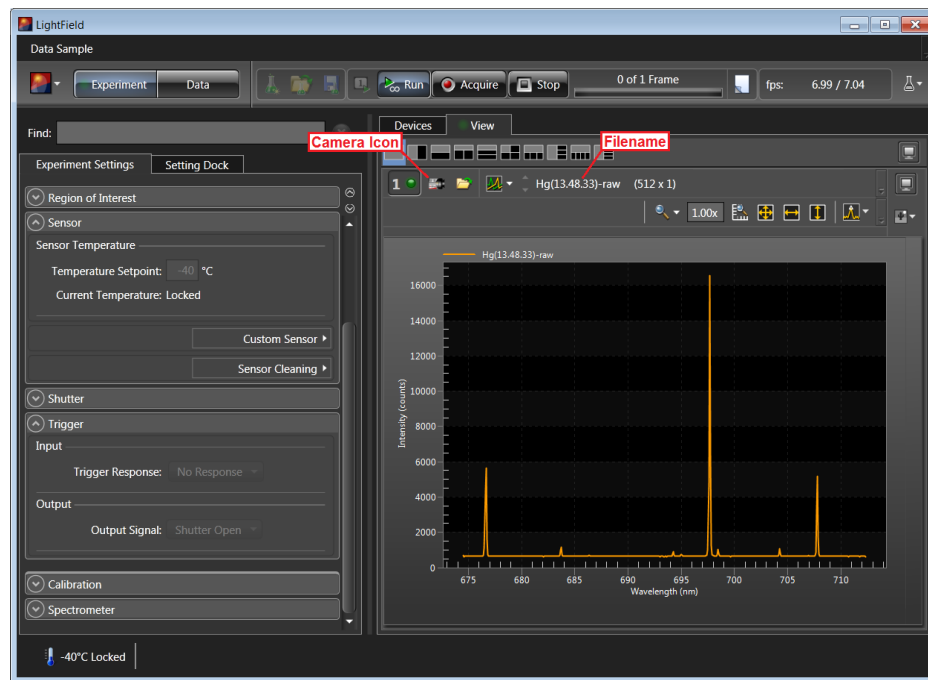 LightField
Data Sample
Experiment Data Run Acquire Stop 0 of 1 Frame fps: 6.99 / 7.04
Find:
Devices View
Camera Icon Filename
Experiment Settings Setting Dock
1 Hg(13.48.33)-raw (512 x 1)
Region of Interest
1.00x
Sensor
Sensor Temperature
Temperature Setpoint: -40 °C
Current Temperature: Locked
Custom Sensor
Sensor Cleaning
Shutter
Trigger
Input
Trigger Response: No Response
Output
Output Signal: Shutter Open
Calibration
Spectrometer
Hg(13.48.33)-raw
16000
14000
12000
10000
8000
6000
4000
2000
0
Intensity (counts)
675 680 685 690 695 700 705 710
Wavelength (nm)
-40°C Locked